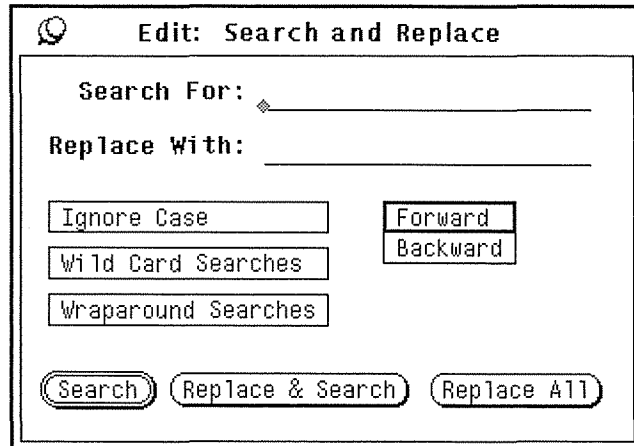 Edit: Search and Replace
Search For:
Replace With:
Ignore Case
Forward
Wild Card Searches
Backward
Wraparound Searches
Search
Replace & Search
Replace All